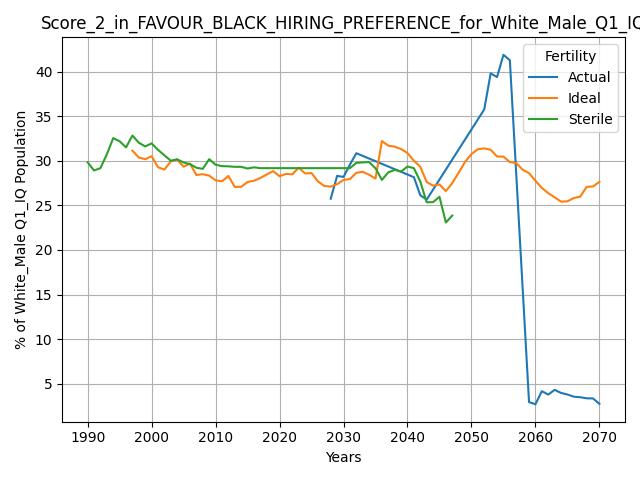 Score_2_in_FAVOUR_BLACK_HIRING_PREFERENCE_for_White_Male_Q1_IQ
Fertility
Actual
Ideal
Sterile
% of White_Male Q1_IQ Population
40
35
30
25
20
15
10
5
1990 2000 2010 2020 2030 2040 2050 2060 2070
Years